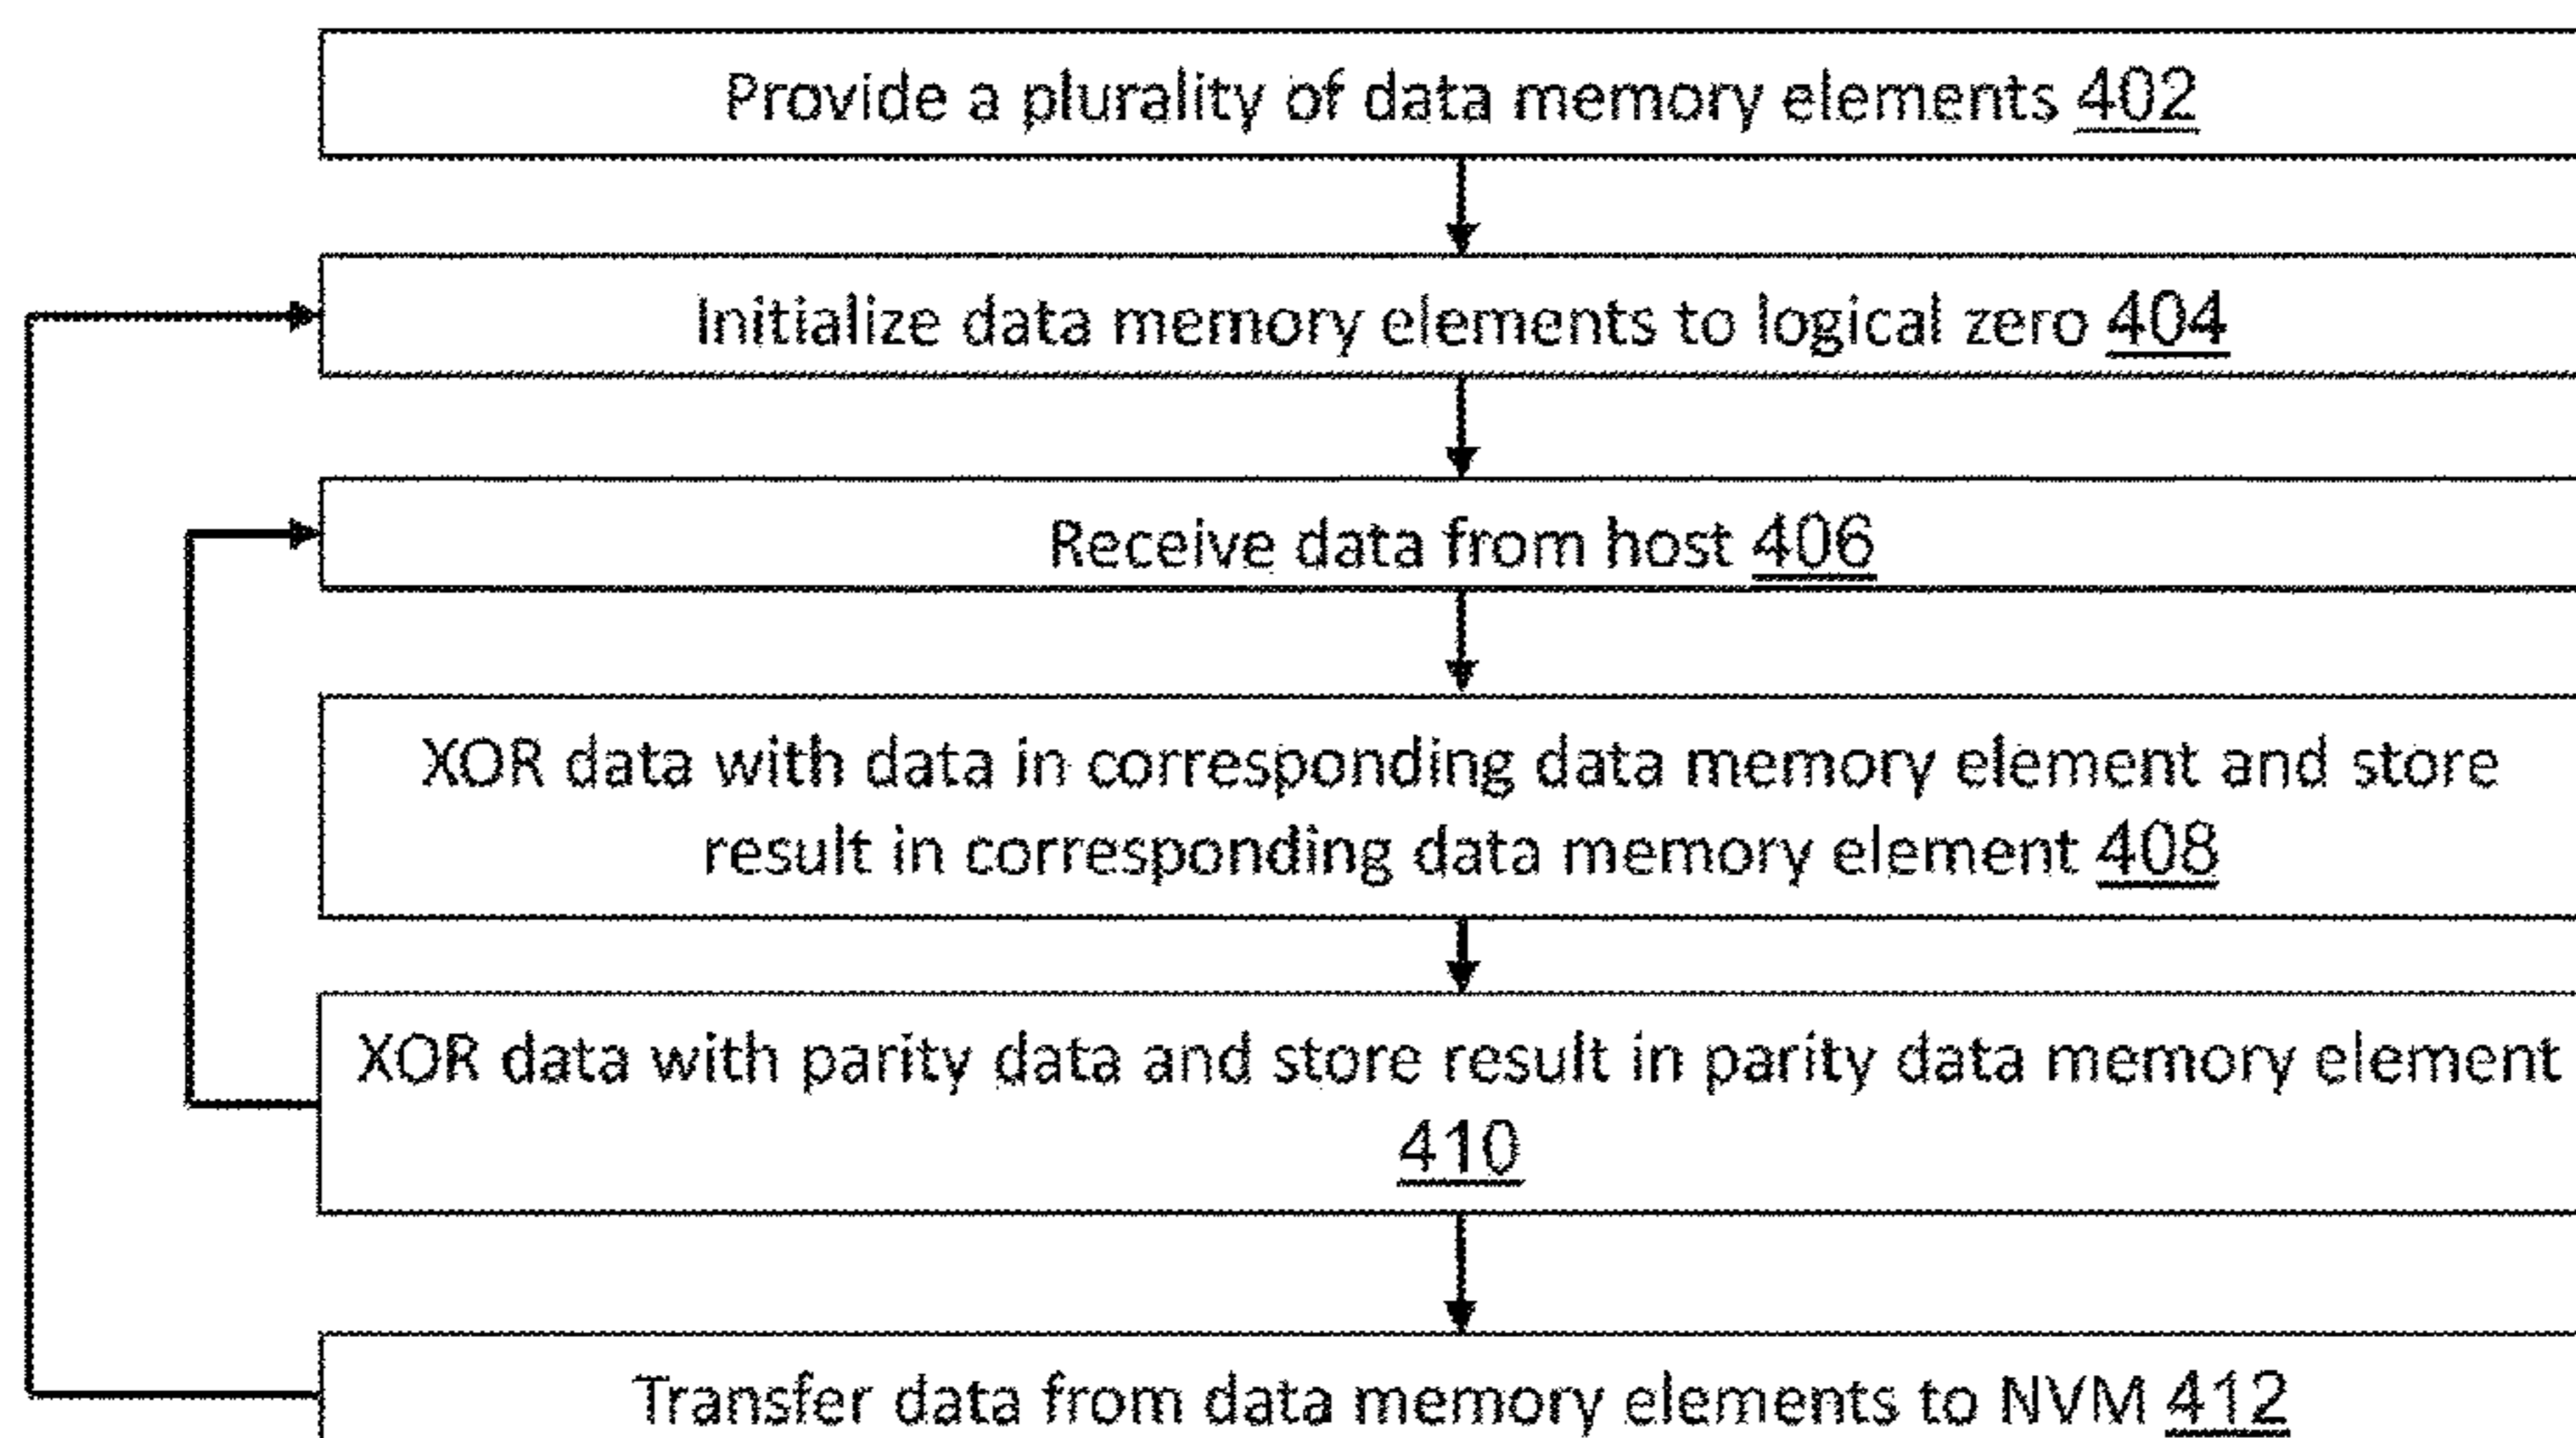 Provide a plurality of data memory elements 402
Initialize data memory elements to logical zero 404
Receive data from host 406
XOR data with data in corresponding data memory element and store
result in corresponding data memory element 408
XOR data with parity data and store result in parity data memory element
410
Transfer data from data memory elements to NVM 412